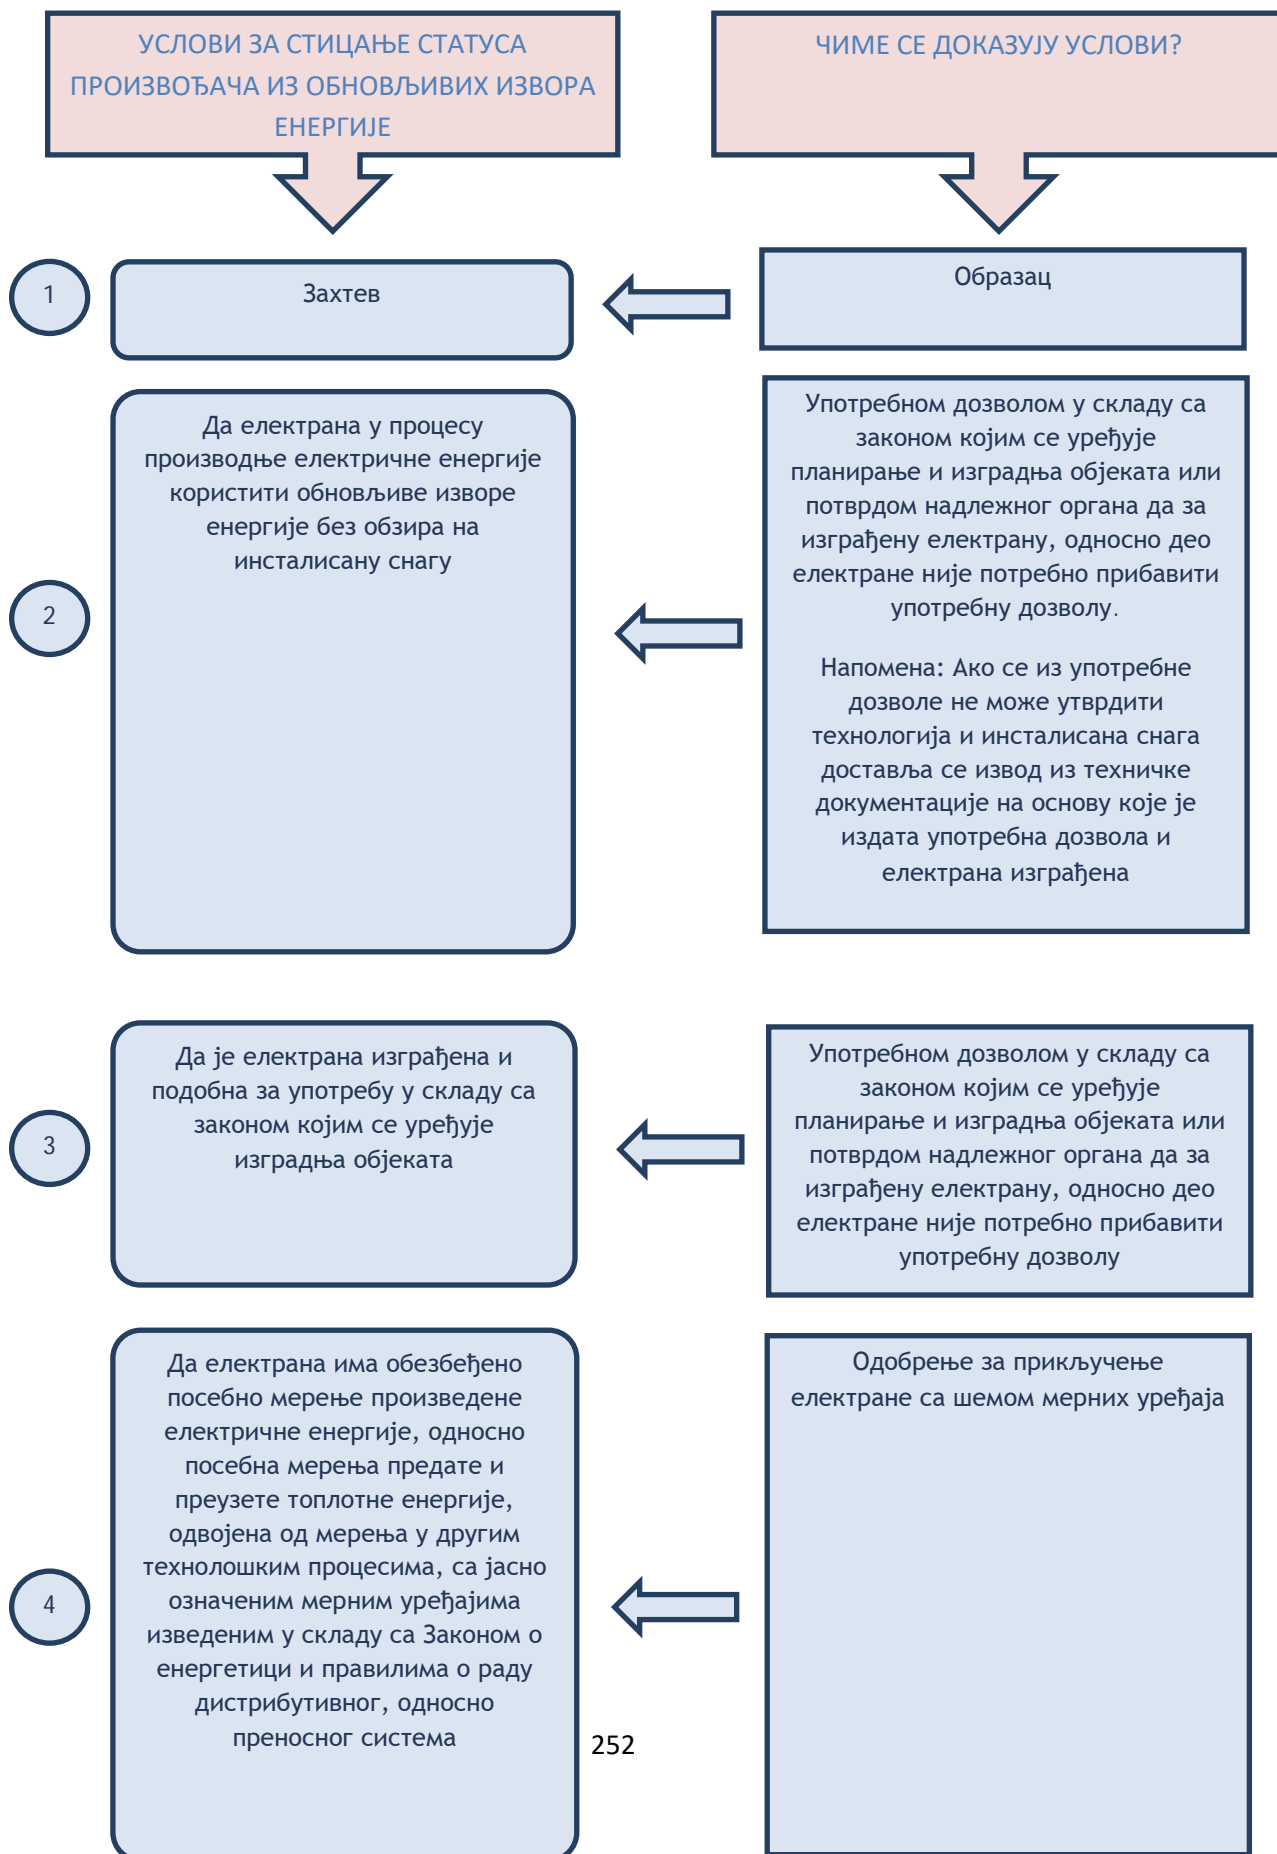 УСЛОВИ ЗА СТИЦАЊЕ СТАТУСА
ПРОИЗВОЂАЧА ИЗ ОБНОВЉИВИХ ИЗВОРА
ЕНЕРГИЈЕ
ЧИМЕ СЕ ДОКАЗУЈУ УСЛОВИ?
1
Захтев
Образац
2
Да електрана у процесу
производње електричне енергије
користити обновљиве изворе
енергије без обзира на
инсталисану снагу
Употребном дозволом у складу са
законом којим се уређује
планирање и изградња објеката или
потврдом надлежног органа да за
изграђену електрану, односно део
електране није потребно прибавити
употребну дозволу.
Напомена: Ако се из употребне
дозволе не може утврдити
технологија и инсталисана снага
доставља се извод из техничке
документације на основу које је
издата употребна дозвола и
електрана изграђена
3
Да је електрана изграђена и
подобна за употребу у складу са
законом којим се уређује
изградња објеката
Употребном дозволом у складу са
законом којим се уређује
планирање и изградња објеката или
потврдом надлежног органа да за
изграђену електрану, односно део
електране није потребно прибавити
употребну дозволу
4
Да електрана има обезбеђено
посебно мерење произведене
електричне енергије, односно
посебна мерења предате и
преузете топлотне енергије,
одвојена од мерења у другим
технолошким процесима, са јасно
означеним мерним уређајима
изведеним у складу са Законом о
енергетици и правилима о раду
дистрибутивног, односно
преносног система
Одобрење за прикључење
електране са шемом мерних уређаја
252